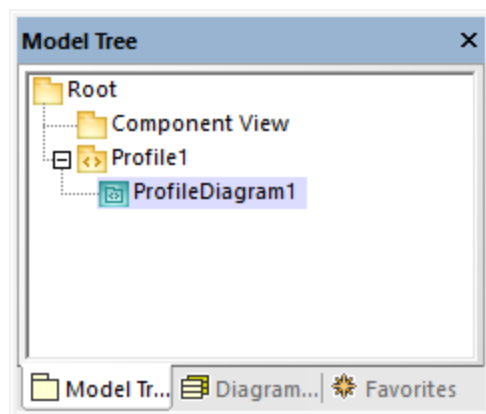 Model Tree
Root
Component View
Profile1
ProfileDiagram1
Model Tr... Diagram... Favorites